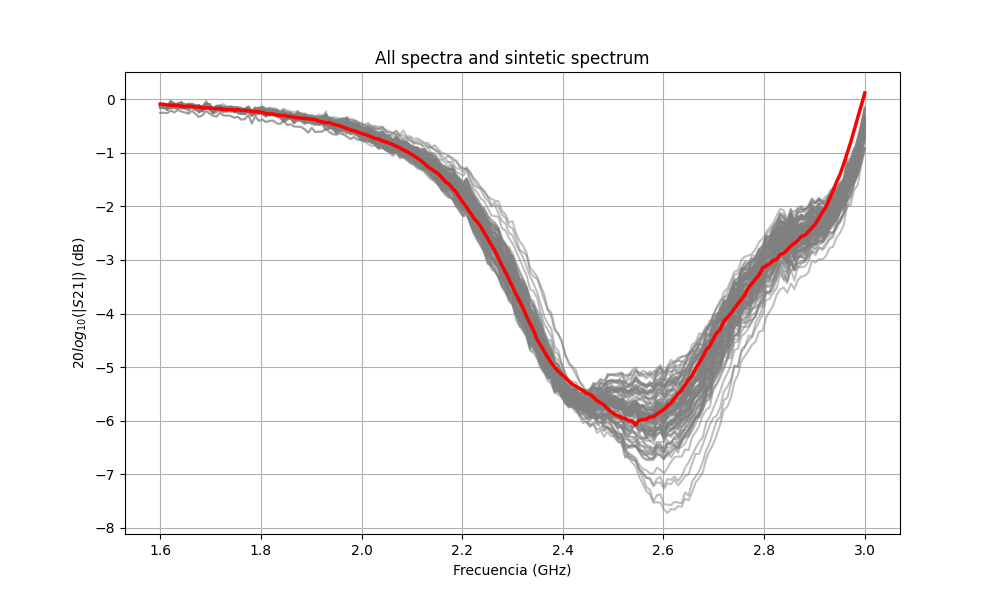 All spectra and sintetic spectrum
20log10(|S21|) (dB)
0
−1
−2
−3
−4
−5
−6
−7
−8
1.6 1.8 2.0 2.2 2.4 2.6 2.8 3.0
Frecuencia (GHz)